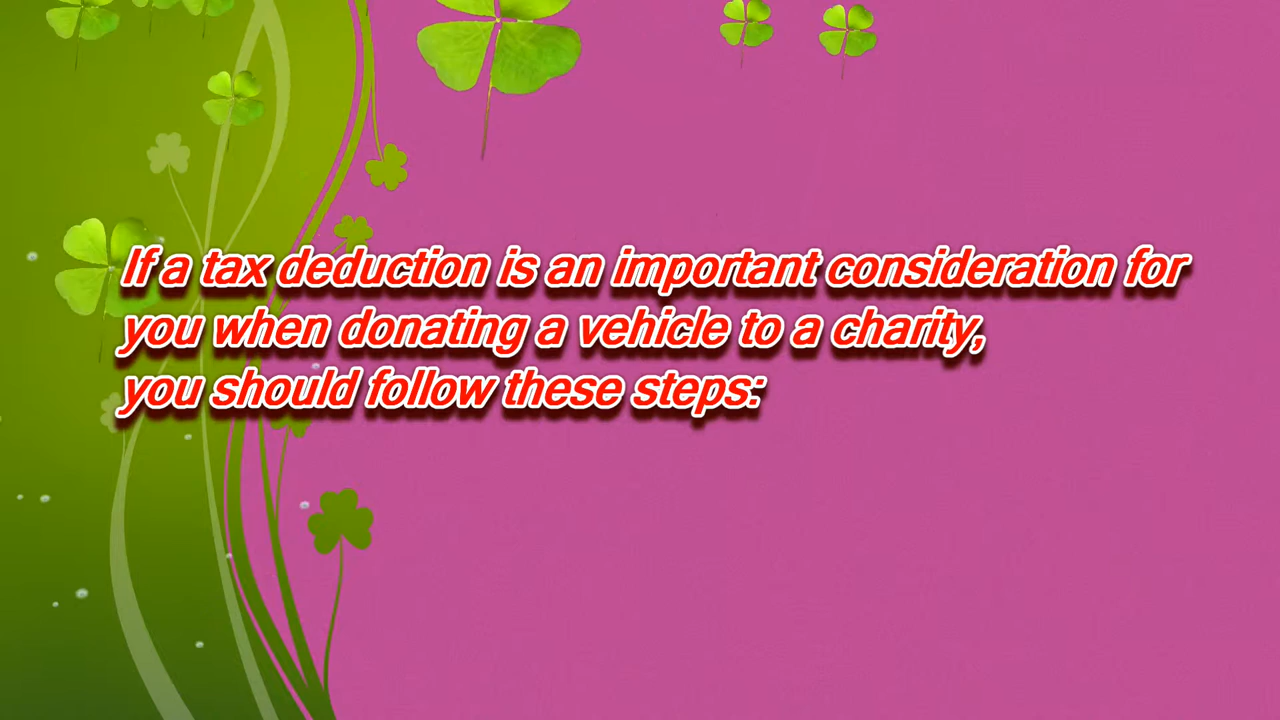 If a tax deduction is an important consideration for
you when donating a vehicle to a charity,
you should follow these steps: